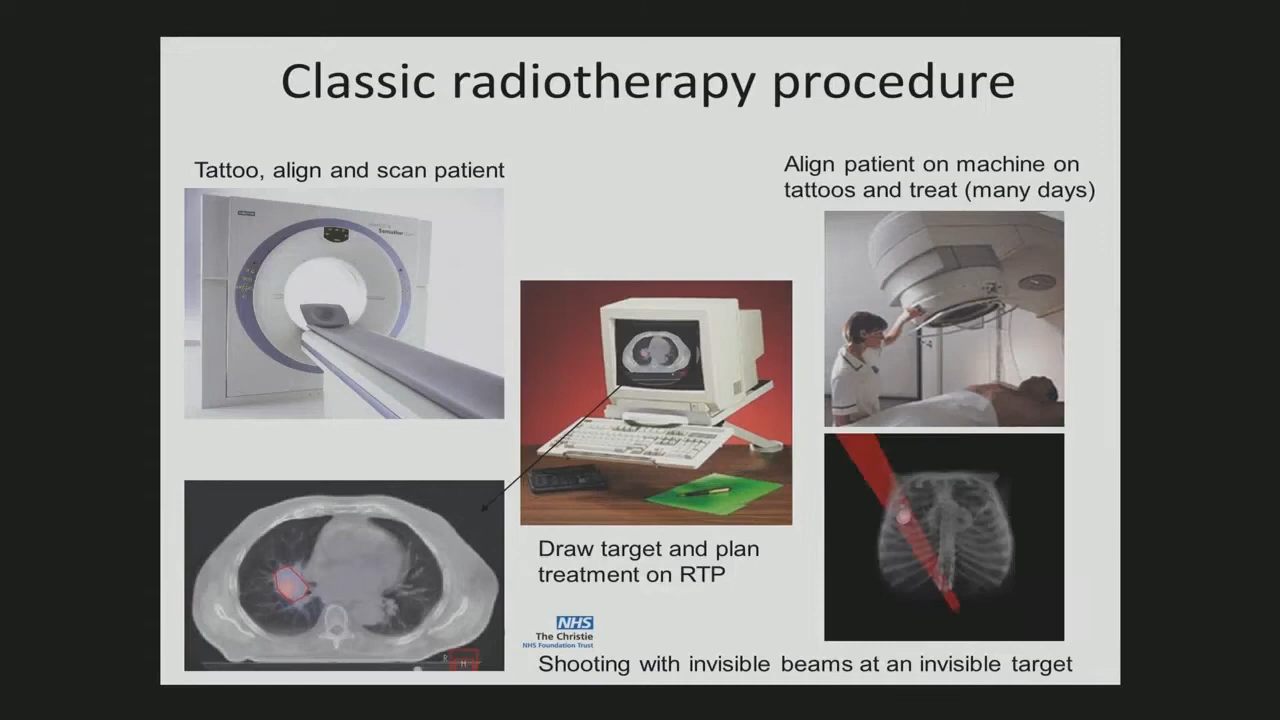 Classic radiotherapy procedure
Tattoo, align and scan patient
Align patient on machine on
tattoos and treat (many days)
Draw target and plan
treatment on RTP
NHS
The Christie
NHS Foundation Trust
Shooting with invisible beams at an invisible target
R
H